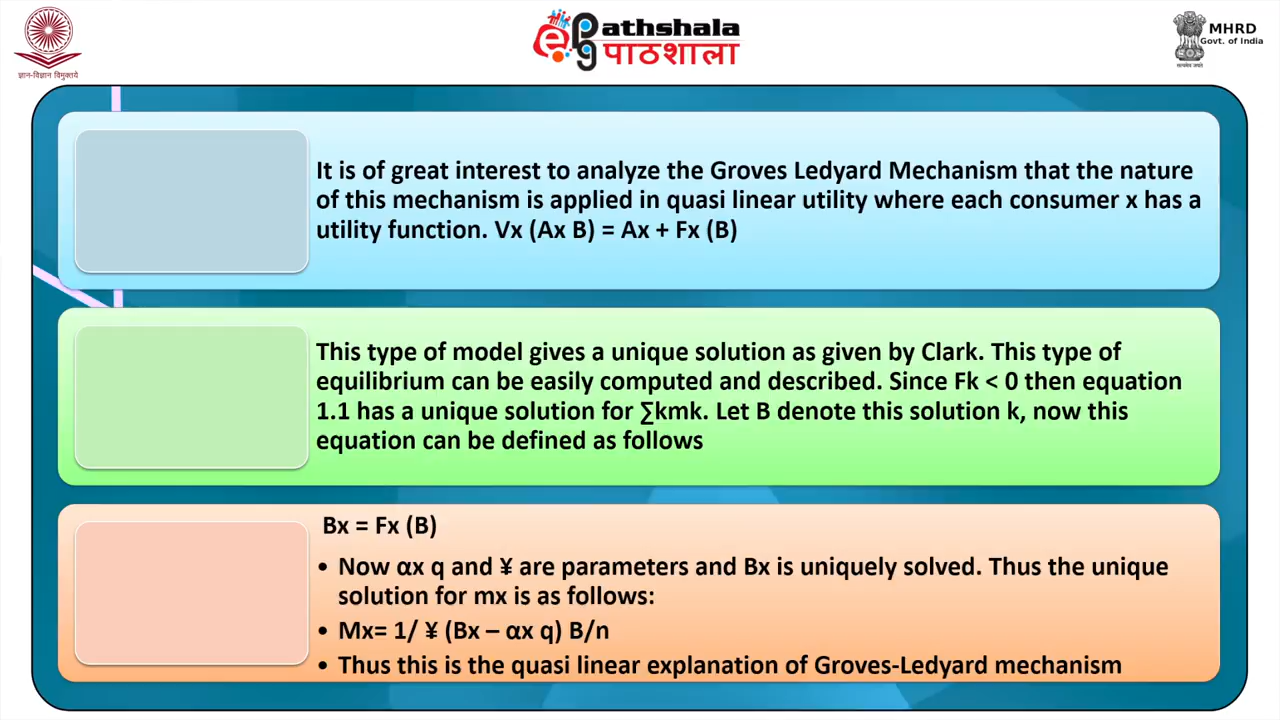 ज्ञान-विज्ञान विमुक्तये
ePG athshala
पाठशाला
MHRD
Govt. of India
सत्यमेव जयते
It is of great interest to analyze the Groves Ledyard Mechanism that the nature
of this mechanism is applied in quasi linear utility where each consumer x has a
utility function. Vx (Ax B) = Ax + Fx (B)
This type of model gives a unique solution as given by Clark. This type of
equilibrium can be easily computed and described. Since Fk < 0 then equation
1.1 has a unique solution for ∑kmk. Let B denote this solution k, now this
equation can be defined as follows
Bx = Fx (B)
• Now αx q and ¥ are parameters and Bx is uniquely solved. Thus the unique
solution for mx is as follows:
• Mx= 1/ ¥ (Bx – αx q) B/n
• Thus this is the quasi linear explanation of Groves-Ledyard mechanism